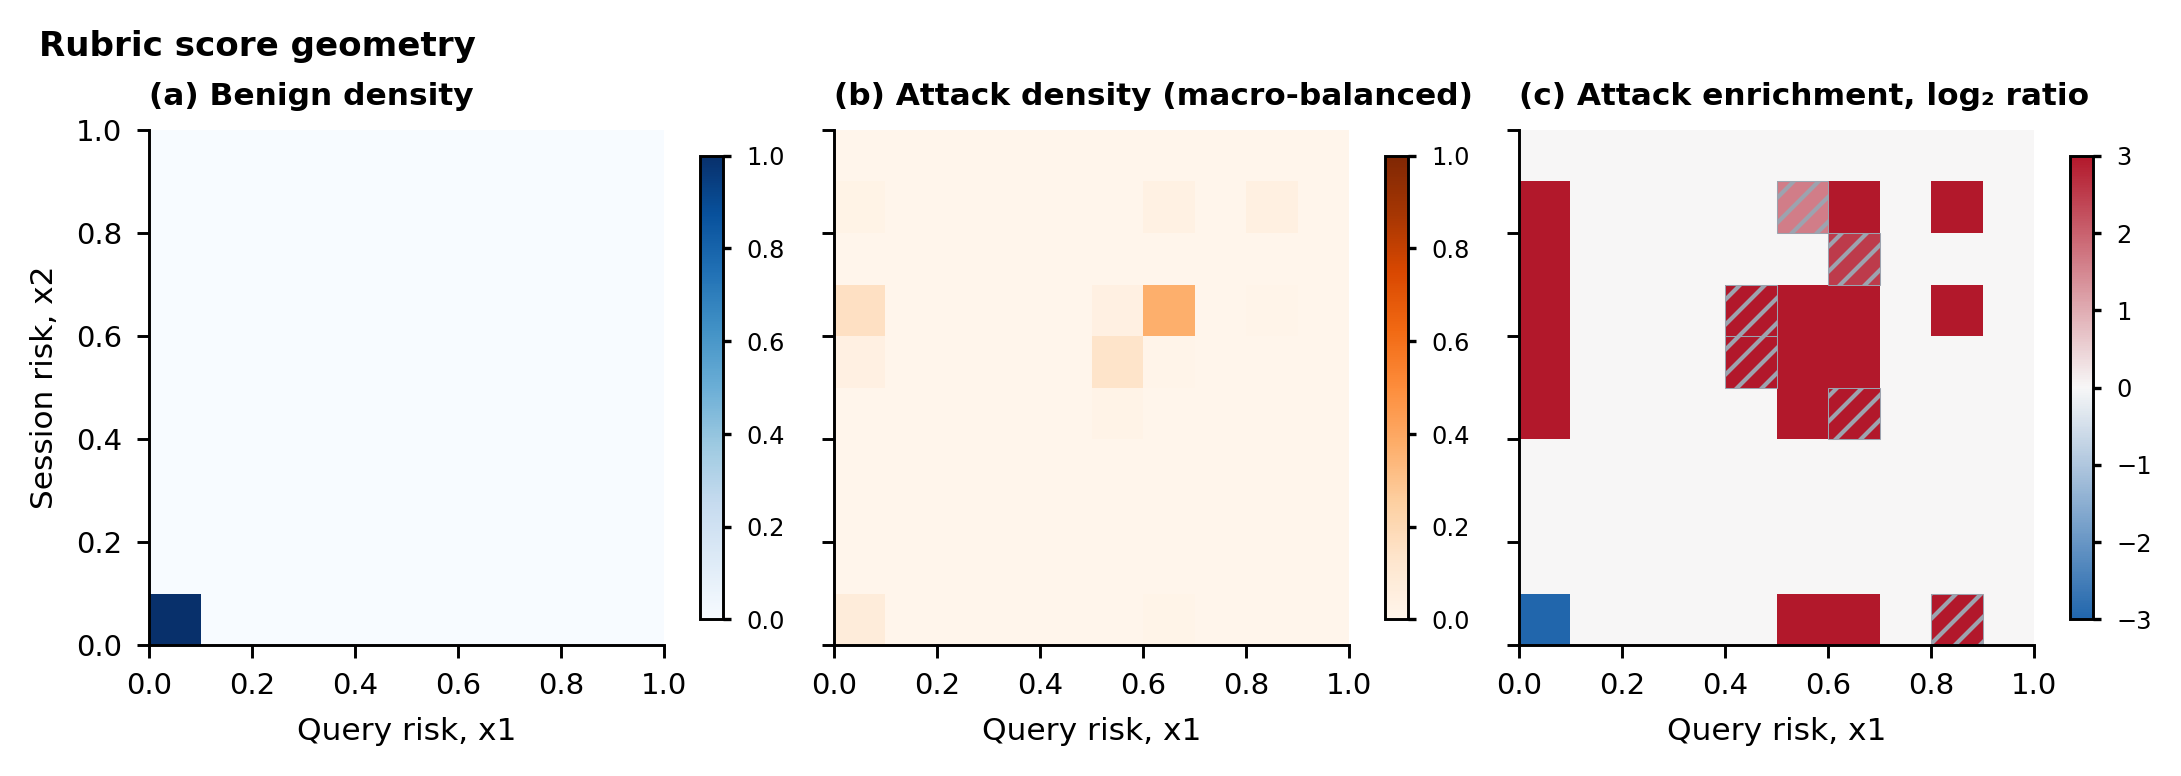 Rubric score geometry
(a) Benign density
1.0
0.8
0.6
0.4
0.2
0.0
Session risk, x2
0.0 0.2 0.4 0.6 0.8 1.0
Query risk, x1
1.0
0.8
0.6
0.4
0.2
0.0
(b) Attack density (macro-balanced)
0.0 0.2 0.4 0.6 0.8 1.0
Query risk, x1
1.0
0.8
0.6
0.4
0.2
0.0
(c) Attack enrichment, log₂ ratio
0.0 0.2 0.4 0.6 0.8 1.0
Query risk, x1
3
2
1
0
−1
−2
−3